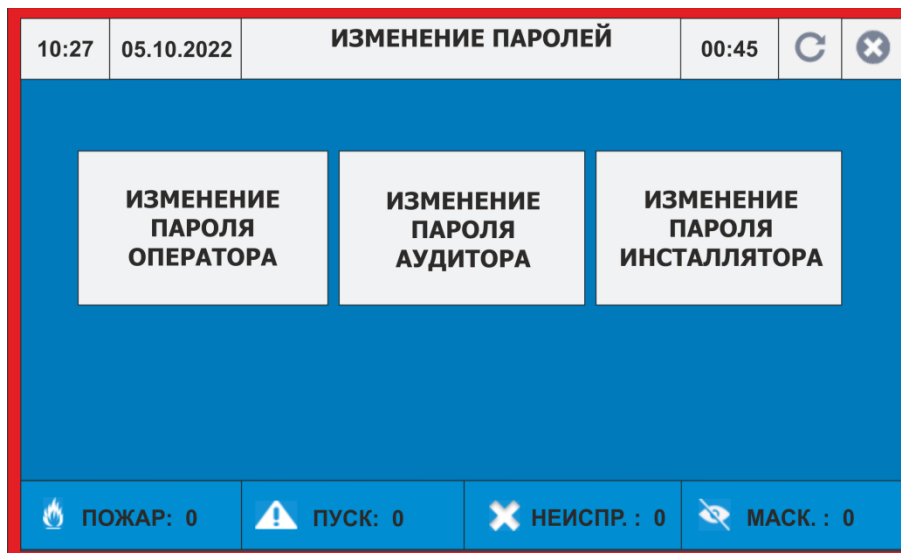 10:27 05.10.2022 ИЗМЕНЕНИЕ ПАРОЛЕЙ 00:45
ИЗМЕНЕНИЕ
ПАРОЛЯ
ОПЕРАТОРА
ИЗМЕНЕНИЕ
ПАРОЛЯ
АУДИТОРА
ИЗМЕНЕНИЕ
ПАРОЛЯ
ИНСТАЛЛЯТОРА
ПОЖАР: 0 ПУСК: 0 НЕИСПР. : 0 МАСК. : 0